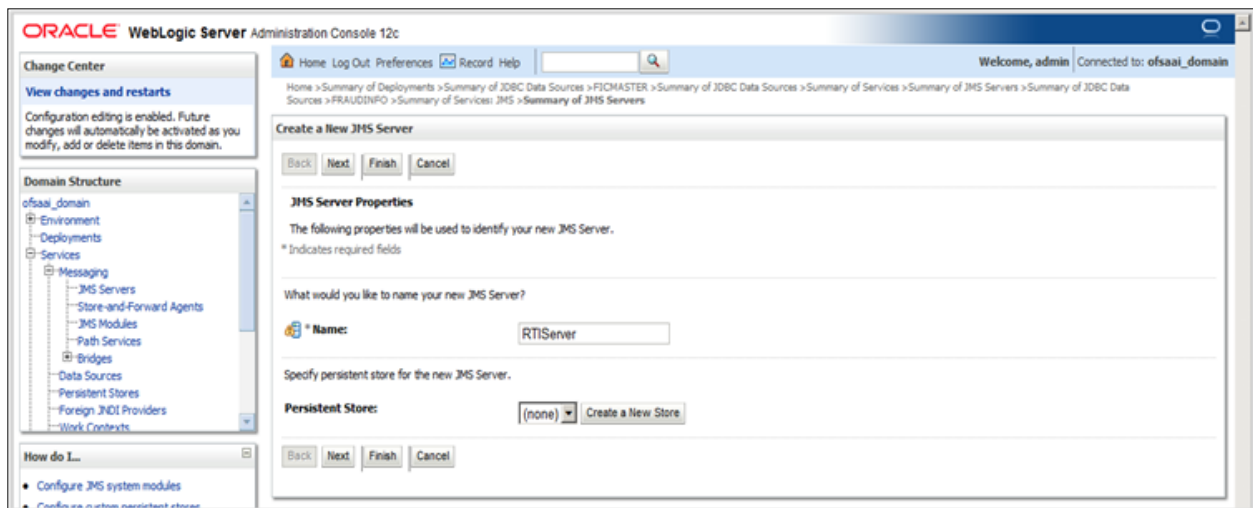 ORACLE WebLogic Server Administration Console 12c
Change Center
View changes and restarts
Configuration editing is enabled. Future
changes will automatically be activated as you
modify, add or delete items in this domain.
Domain Structure
ofsaai_domain
Environment
Deployments
Services
Messaging
JMS Servers
Store-and-Forward Agents
JMS Modules
Path Services
Bridges
Data Sources
Persistent Stores
Foreign JNDI Providers
Work Contexts
How do I...
Configure JMS system modules
Configure custom persistent stores
Home Log Out Preferences Record Help
Welcome, admin Connected to: ofsaai_domain
Home >Summary of Deployments >Summary of JDBC Data Sources >FICMASTER >Summary of JDBC Data Sources >Summary of Services >Summary of JMS Servers >Summary of JDBC Data
Sources >FRAUDINFO >Summary of Services: JMS >Summary of JMS Servers
Create a New JMS Server
Back Next Finish Cancel
JMS Server Properties
The following properties will be used to identify your new JMS Server.
* Indicates required fields
What would you like to name your new JMS Server?
* Name: RTIServer
Specify persistent store for the new JMS Server.
Persistent Store: (none) Create a New Store
Back Next Finish Cancel